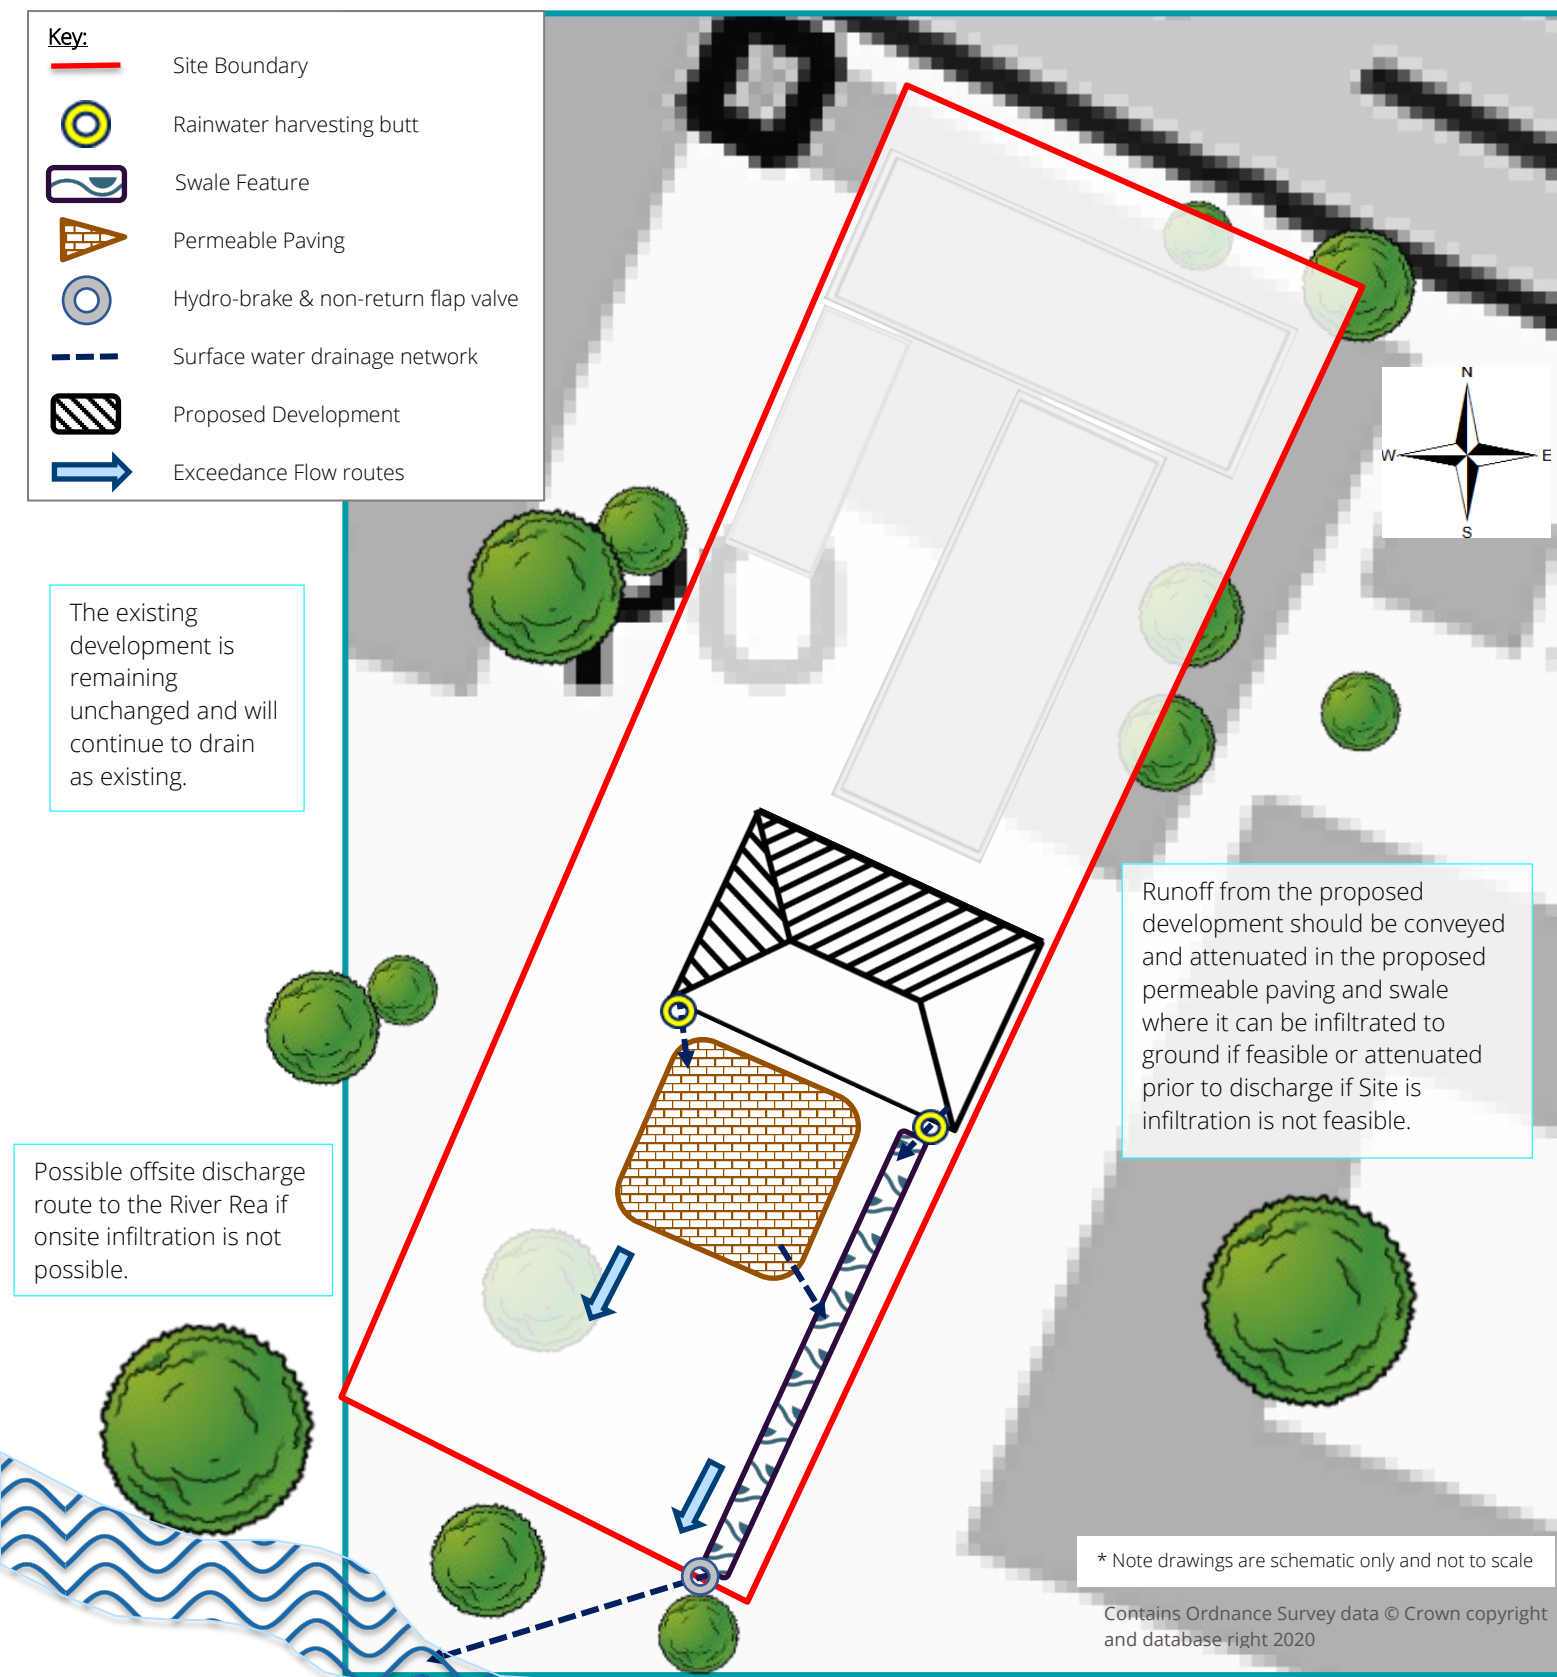 Key:
Site Boundary
Rainwater harvesting butt
Swale Feature
Permeable Paving
Hydro-brake & non-return flap valve
Surface water drainage network
Proposed Development
Exceedance Flow routes
N
W
E
S
The existing
development is
remaining
unchanged and will
continue to drain
as existing.
Runoff from the proposed
development should be conveyed
and attenuated in the proposed
permeable paving and swale
where it can be infiltrated to
ground if feasible or attenuated
prior to discharge if Site is
infiltration is not feasible.
Possible offsite discharge
route to the River Rea if
onsite infiltration is not
possible.
* Note drawings are schematic only and not to scale
Contains Ordnance Survey data © Crown copyright
and database right 2020